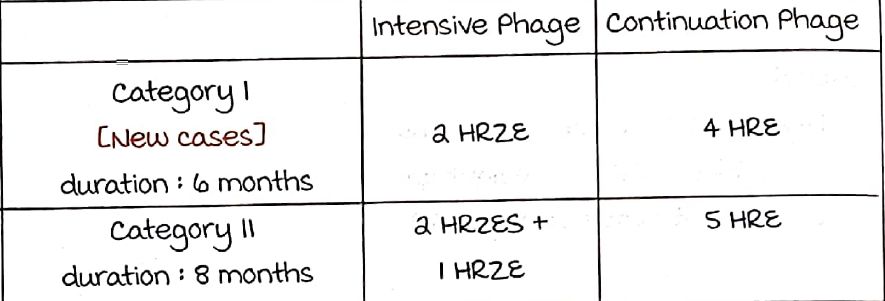 Intensive Phage
Continuation Phage
Category I
[New cases]
duration : 6 months
2 HRZE
4 HRE
Category II
duration : 8 months
2 HRZES +
1 HRZE
5 HRE